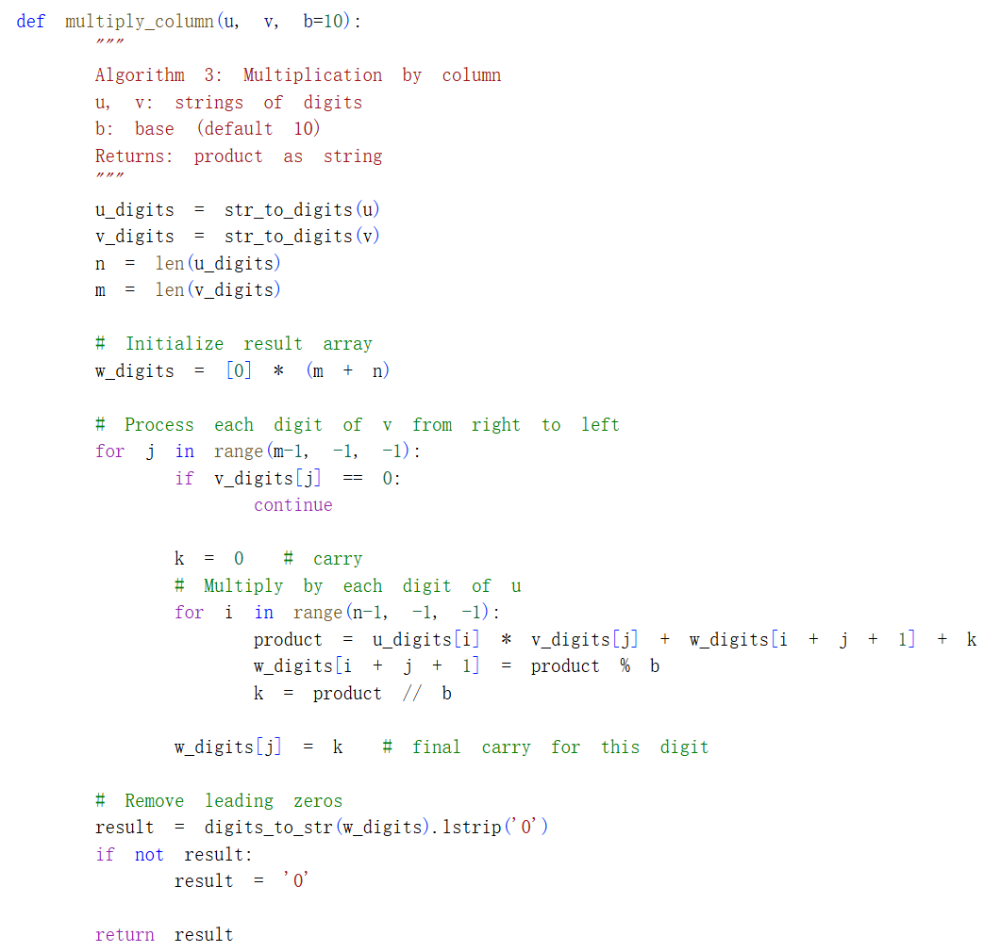 def multiply_column(u, v, b=10):
"""
Algorithm 3: Multiplication by column
u, v: strings of digits
b: base (default 10)
Returns: product as string
"""
u_digits = str_to_digits(u)
v_digits = str_to_digits(v)
n = len(u_digits)
m = len(v_digits)
# Initialize result array
w_digits = [0] * (m + n)
# Process each digit of v from right to left
for j in range(m-1, -1, -1):
if v_digits[j] == 0:
continue
k = 0 # carry
# Multiply by each digit of u
for i in range(n-1, -1, -1):
product = u_digits[i] * v_digits[j] + w_digits[i + j + 1] + k
w_digits[i + j + 1] = product % b
k = product // b
w_digits[j] = k # final carry for this digit
# Remove leading zeros
result = digits_to_str(w_digits).lstrip('0')
if not result:
result = '0'
return result